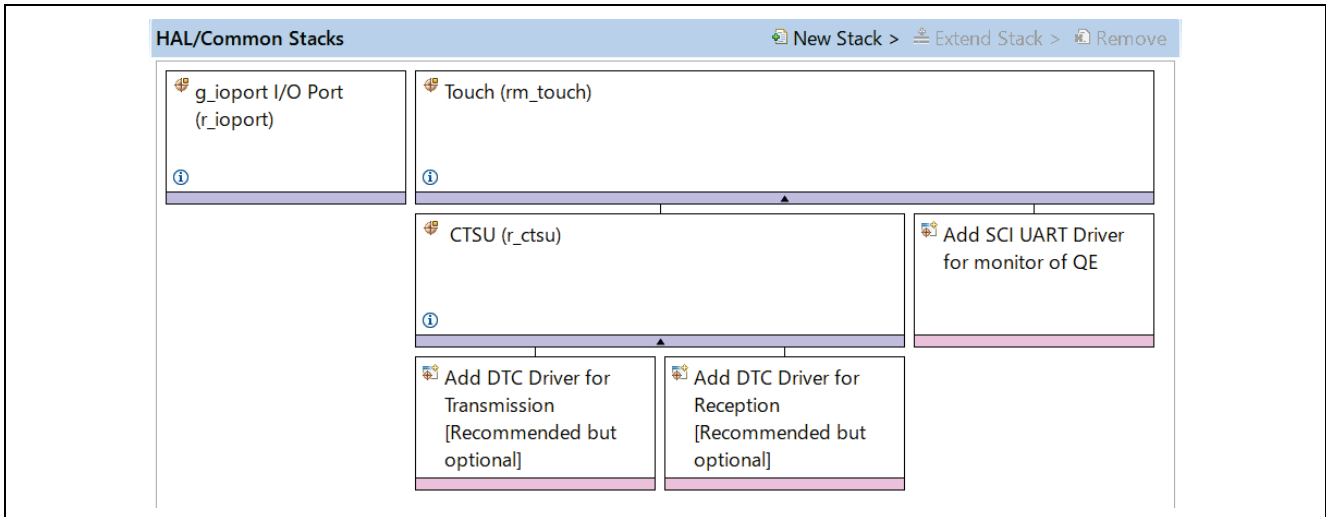 HAL/Common Stacks
New Stack > Extend Stack > Remove
g_ioport I/O Port
(r_ioport)
Touch (rm_touch)
CTSU (r_ctsu)
Add SCI UART Driver
for monitor of QE
Add DTC Driver for
Transmission
[Recommended but
optional]
Add DTC Driver for
Reception
[Recommended but
optional]